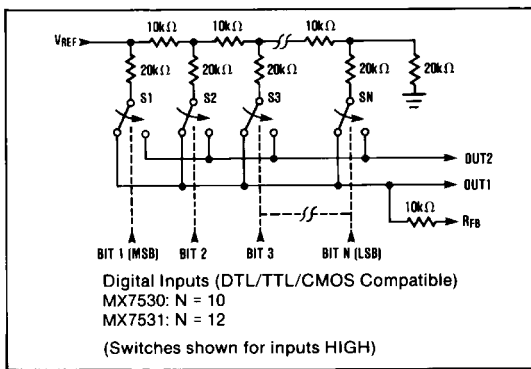 10kΩ 10kΩ 10kΩ
VREF
20kΩ 20kΩ 20kΩ 20kΩ 20kΩ
S1 S2 S3 SN
OUT2
OUT1
10kΩ
RFB
BIT 1 (MSB) BIT 2 BIT 3 BIT N (LSB)
Digital Inputs (DTL/TTL/CMOS Compatible)
MX7530: N = 10
MX7531: N = 12
(Switches shown for inputs HIGH)